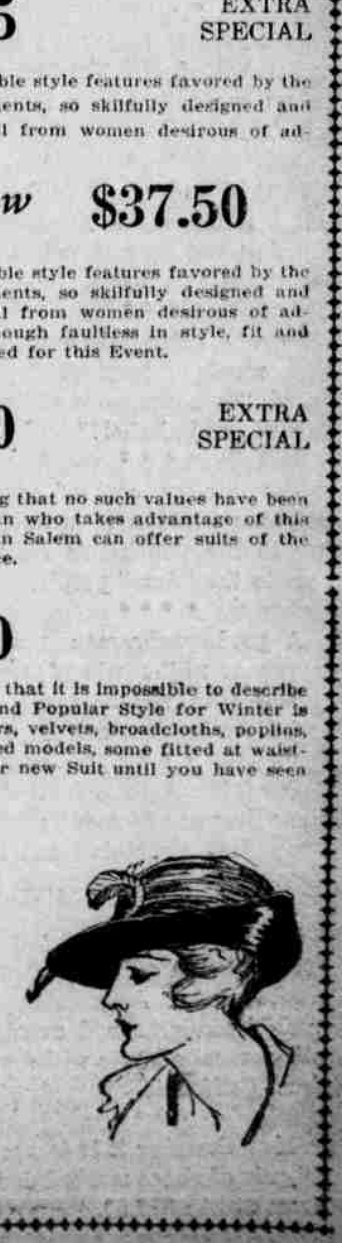 5 EXTRA
SPECIAL
ble style features favored by the
ents, so skilfully designed and
l from women desirous of ad-
w $37.50
ble style features favored by the
ents, so skilfully designed and
l from women desirous of ad-
ough faultless in style, fit and
ed for this Event.
0 EXTRA
SPECIAL
g that no such values have been
n who takes advantage of this
n Salem can offer suits of the
e.
0
that it is impossible to describe
nd Popular Style for Winter is
rs, velvets, broadcloths, poplins,
ed models, some fitted at waist-
r new Suit until you have seen